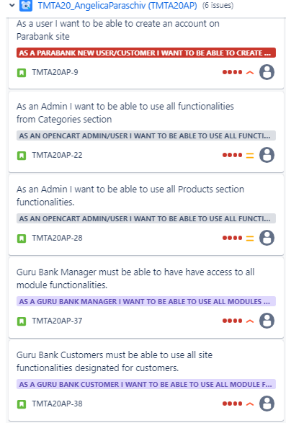 TMTA20_AngelicaParaschiv (TMTA20AP) (6 issues)
As a user I want to be able to create an account on
Parabank site
AS A PARABANK NEW USER/CUSTOMER I WANT TO BE ABLE TO CREATE ...
TMTA20AP-9
As an Admin I want to be able to use all functionalities
from Categories section
AS AN OPENCART ADMIN/USER I WANT TO BE ABLE TO USE ALL FUNCTI...
TMTA20AP-22
As an Admin I want to be able to use all Products section
functionalities.
AS AN OPENCART ADMIN/USER I WANT TO BE ABLE TO USE ALL FUNCTI...
TMTA20AP-28
Guru Bank Manager must be able to have have access to all
module functionalities.
AS A GURU BANK MANAGER I WANT TO BE ABLE TO USE ALL MODULES ...
TMTA20AP-37
Guru Bank Customers must be able to use all site
functionalities designated for customers.
AS A GURU BANK CUSTOMER I WANT TO BE ABLE TO USE ALL MODULE F...
TMTA20AP-38